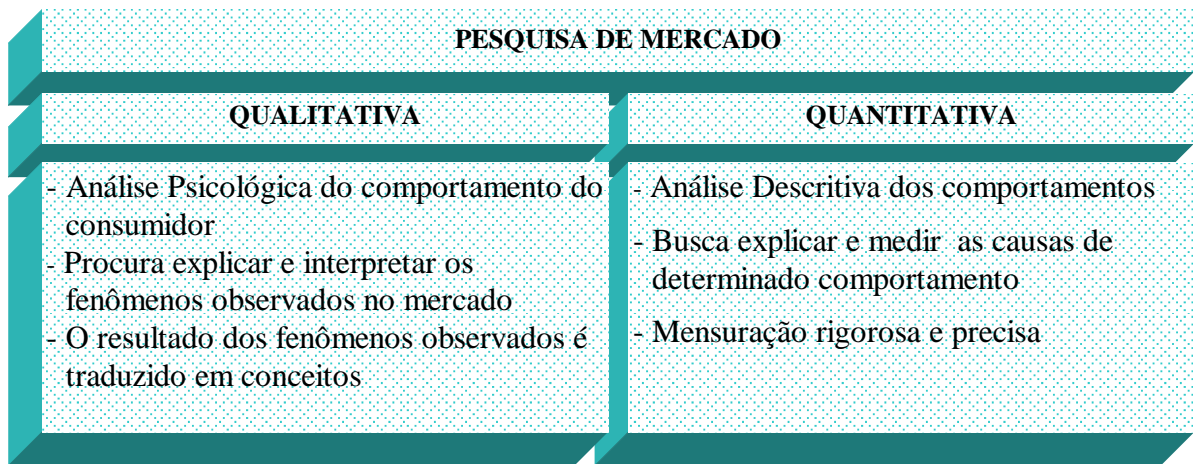 PESQUISA DE MERCADO
QUALITATIVA
- Análise Psicológica do comportamento do
consumidor
- Procura explicar e interpretar os
fenômenos observados no mercado
- O resultado dos fenômenos observados é
traduzido em conceitos
QUANTITATIVA
- Análise Descritiva dos comportamentos
- Busca explicar e medir  as causas de
determinado comportamento
- Mensuração rigorosa e precisa